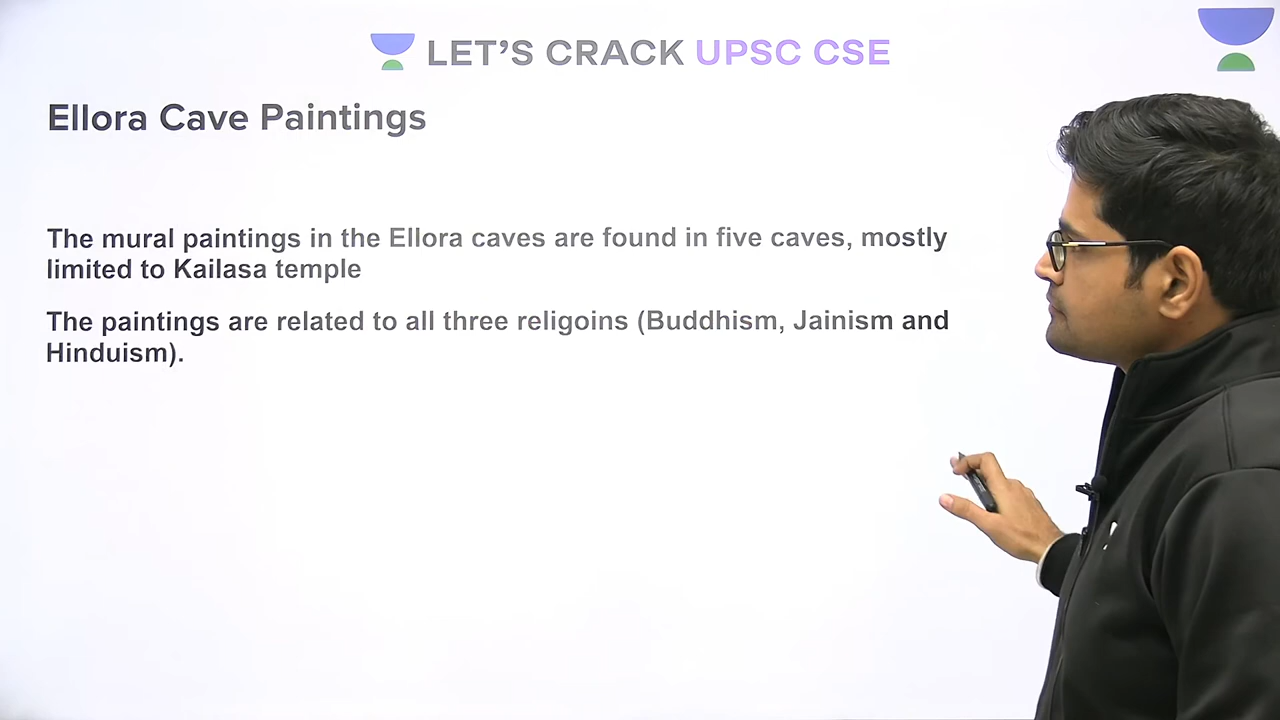 LET'S CRACK UPSC CSE
Ellora Cave Paintings
The mural paintings in the Ellora caves are found in five caves, mostly
limited to Kailasa temple
The paintings are related to all three religoins (Buddhism, Jainism and
Hinduism).